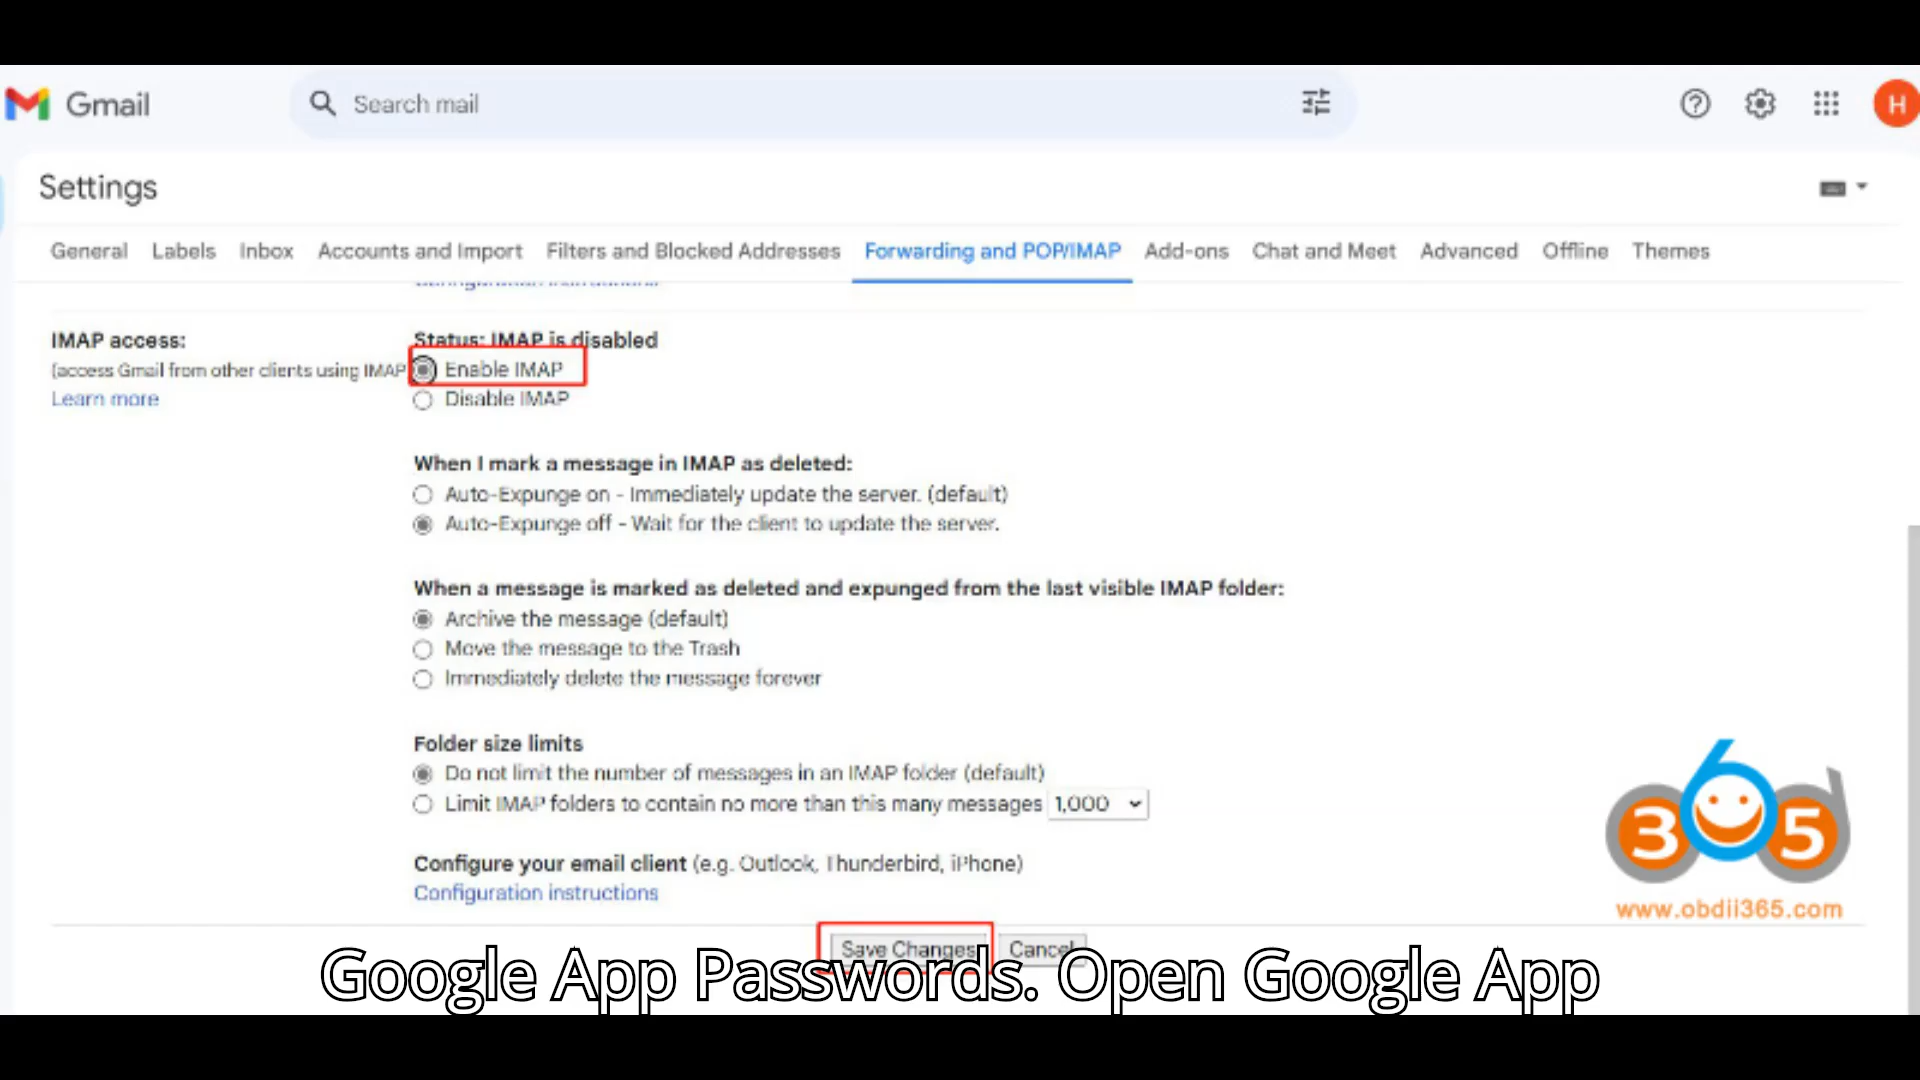 Gmail
Search mail
H
Settings
General Labels Inbox Accounts and Import Filters and Blocked Addresses Forwarding and POP/IMAP Add-ons Chat and Meet Advanced Offline Themes
Configuration instructions
IMAP access:
(access Gmail from other clients using IMAP
Learn more
Status: IMAP is disabled
Enable IMAP
Disable IMAP
When I mark a message in IMAP as deleted:
Auto-Expunge on - Immediately update the server. (default)
Auto-Expunge off - Wait for the client to update the server.
When a message is marked as deleted and expunged from the last visible IMAP folder:
Archive the message (default)
Move the message to the Trash
Immediately delete the message forever
Folder size limits
Do not limit the number of messages in an IMAP folder (default)
Limit IMAP folders to contain no more than this many messages 1,000
Configure your email client (e.g. Outlook, Thunderbird, iPhone)
Configuration instructions
365
www.obdii365.com
Save Changes Cancel
Google App Passwords. Open Google App